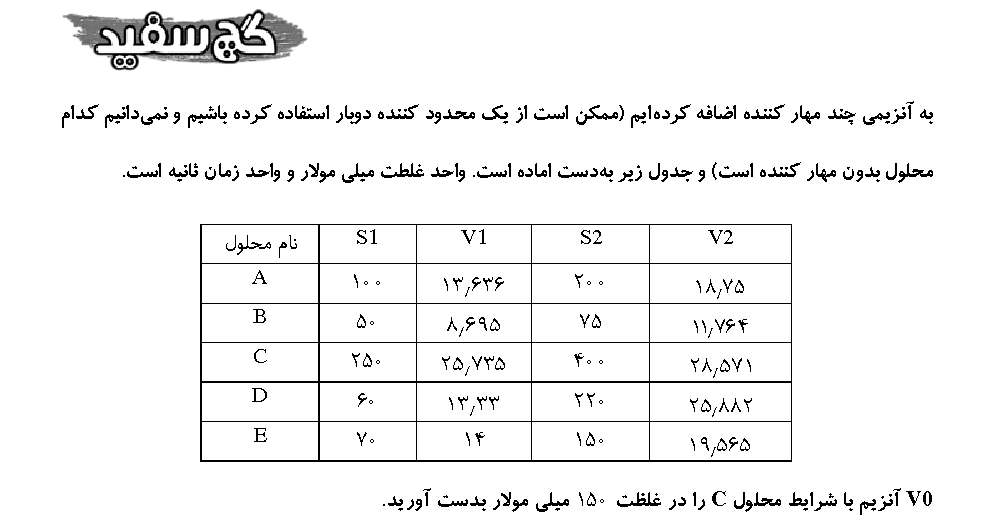 گچ سفید
به آنزیمی چند مهار کننده اضافه کرده‌ایم (ممکن است از یک محدود کننده دوبار استفاده کرده باشیم و نمی‌دانیم کدام
محلول بدون مهار کننده است) و جدول زیر به‌دست اماده است. واحد غلطت میلی مولار و واحد زمان ثانیه است.
نام محلول S1 V1 S2 V2
A ۱۰۰ ۱۳٫۶۳۶ ۲۰۰ ۱۸٫۷۵
B ۵۰ ۸٫۶۹۵ ۷۵ ۱۱٫۷۶۴
C ۲۵۰ ۲۵٫۷۳۵ ۴۰۰ ۲۸٫۵۷۱
D ۶۰ ۱۳٫۳۳ ۲۲۰ ۲۵٫۸۸۲
E ۷۰ ۱۴ ۱۵۰ ۱۹٫۵۶۵
V0 آنزیم با شرایط محلول C را در غلظت ۱۵۰ میلی مولار بدست آورید.